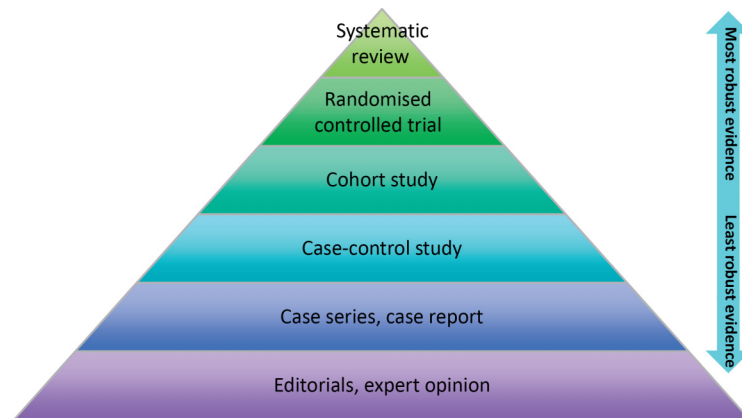 Systematic
review
Randomised
controlled trial
Cohort study
Case-control study
Case series, case report
Editorials, expert opinion
Most robust evidence
Least robust evidence